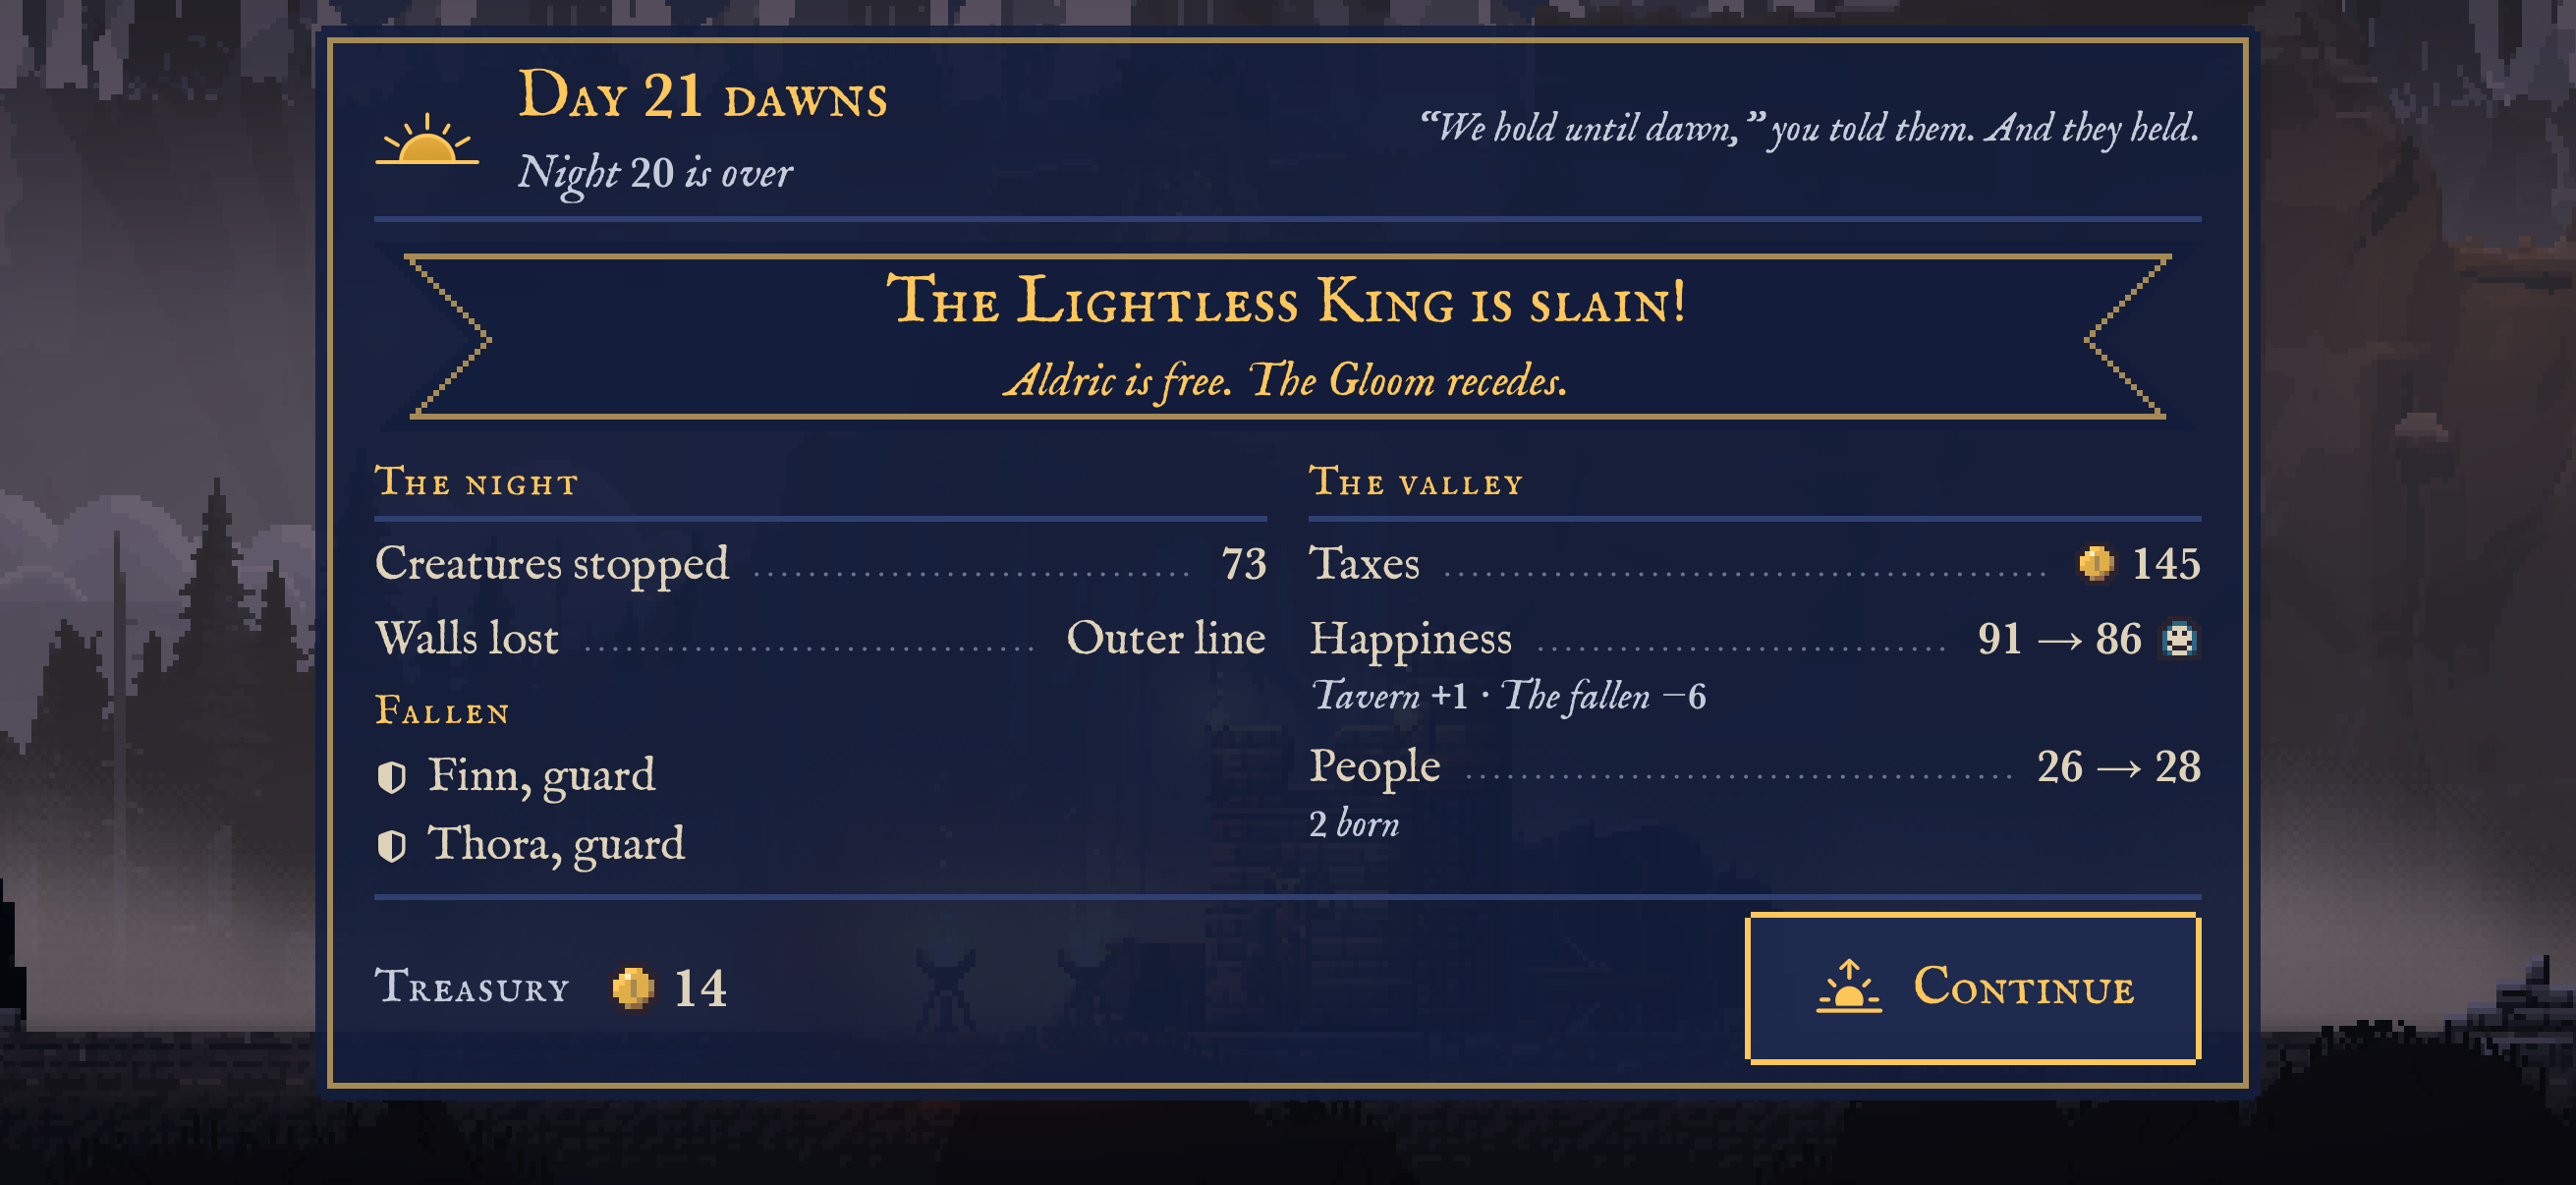 Day 21 dawns
Night 20 is over
“We hold until dawn,” you told them. And they held.
The Lightless King is slain!
Aldric is free. The Gloom recedes.
The night
Creatures stopped 73
Walls lost Outer line
Fallen
Finn, guard
Thora, guard
The valley
Taxes 145
Happiness 91 → 86
Tavern +1 · The fallen −6
People 26 → 28
2 born
Treasury 14
Continue